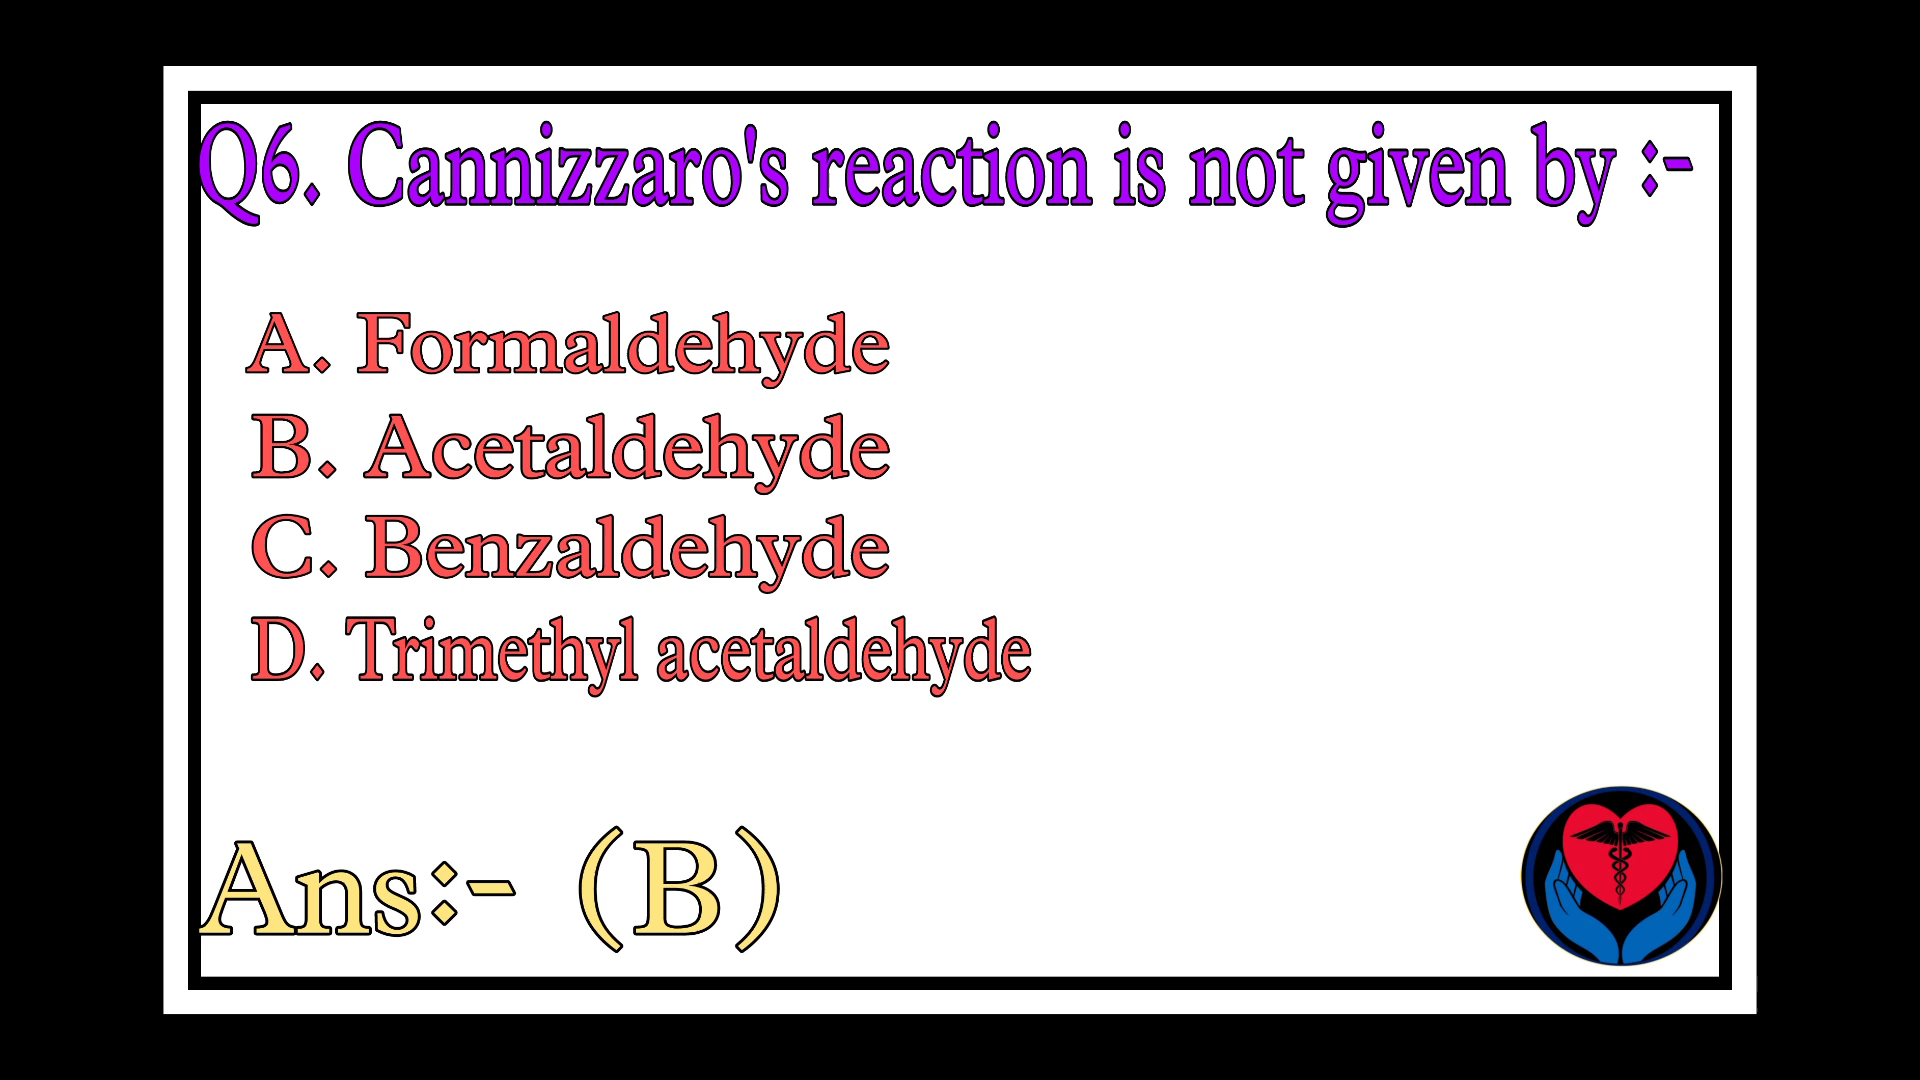 Q6. Cannizzaro's reaction is not given by :-
A. Formaldehyde
B. Acetaldehyde
C. Benzaldehyde
D. Trimethyl acetaldehyde
Ans:- (B)